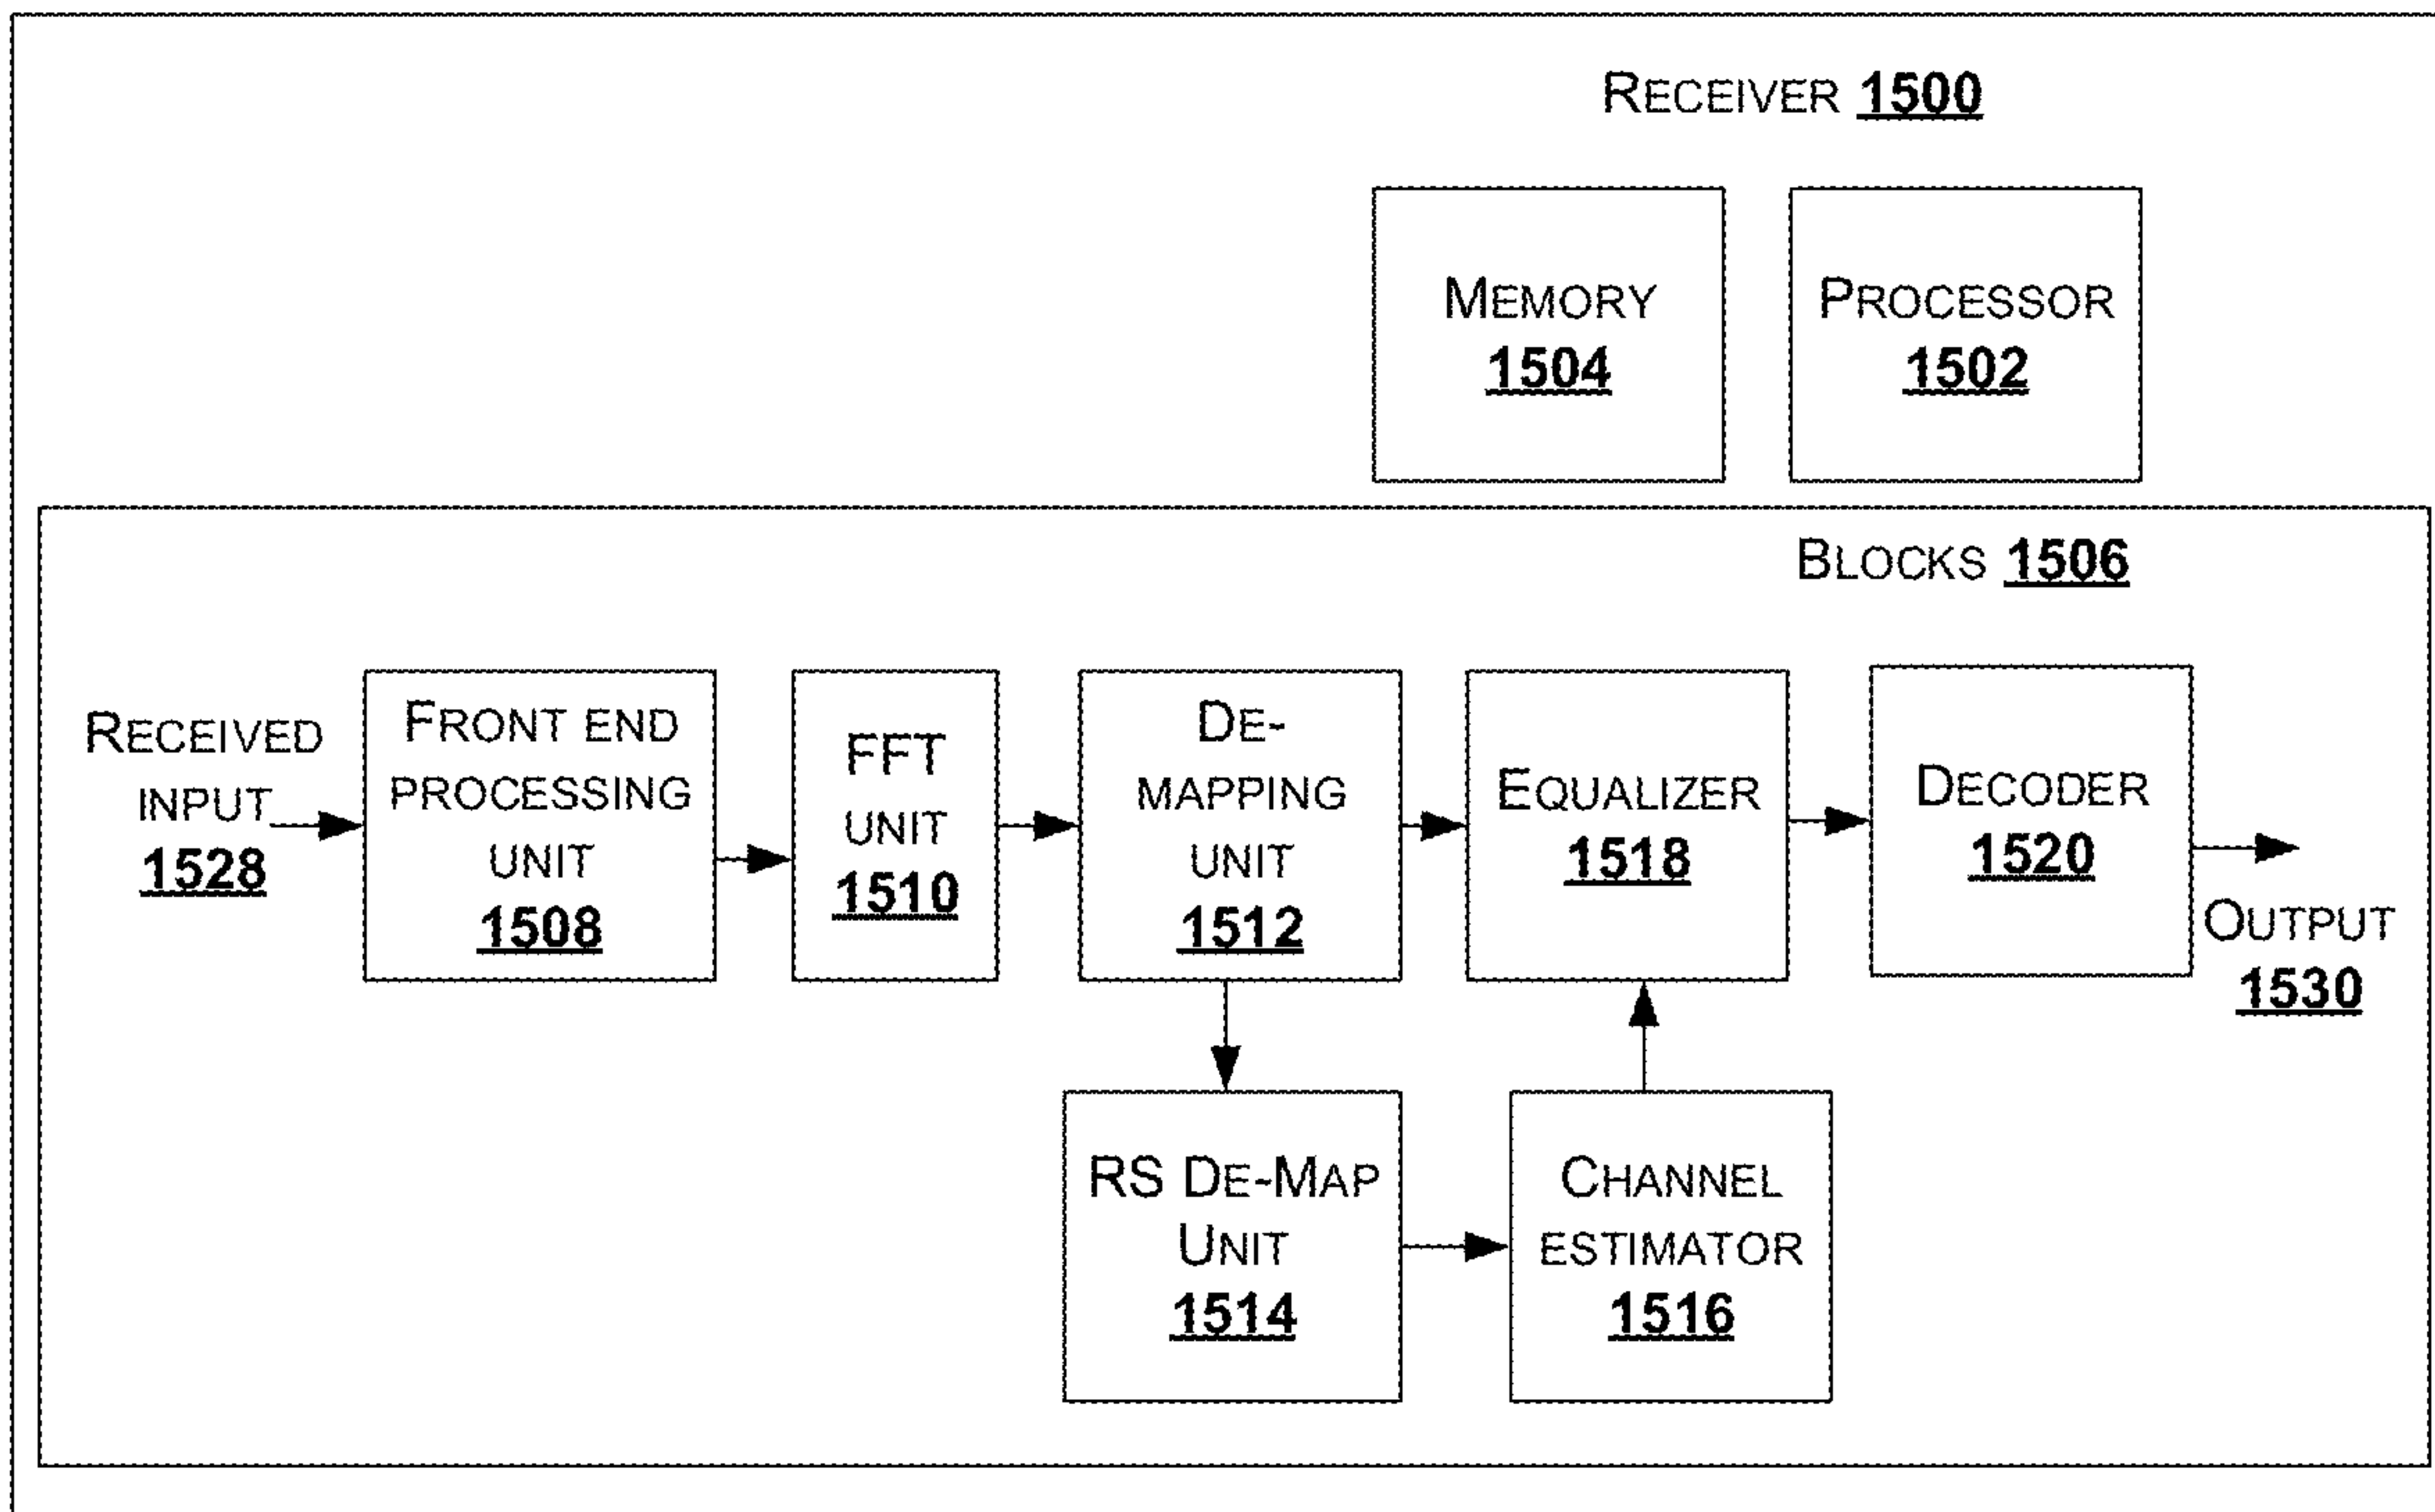 RECEIVER 1500
MEMORY
1504
PROCESSOR
1502
BLOCKS 1506
RECEIVED
INPUT
1528
FRONT END
PROCESSING
UNIT
1508
FFT
UNIT
1510
DE-
MAPPING
UNIT
1512
EQUALIZER
1518
DECODER
1520
OUTPUT
1530
RS DE-MAP
UNIT
1514
CHANNEL
ESTIMATOR
1516